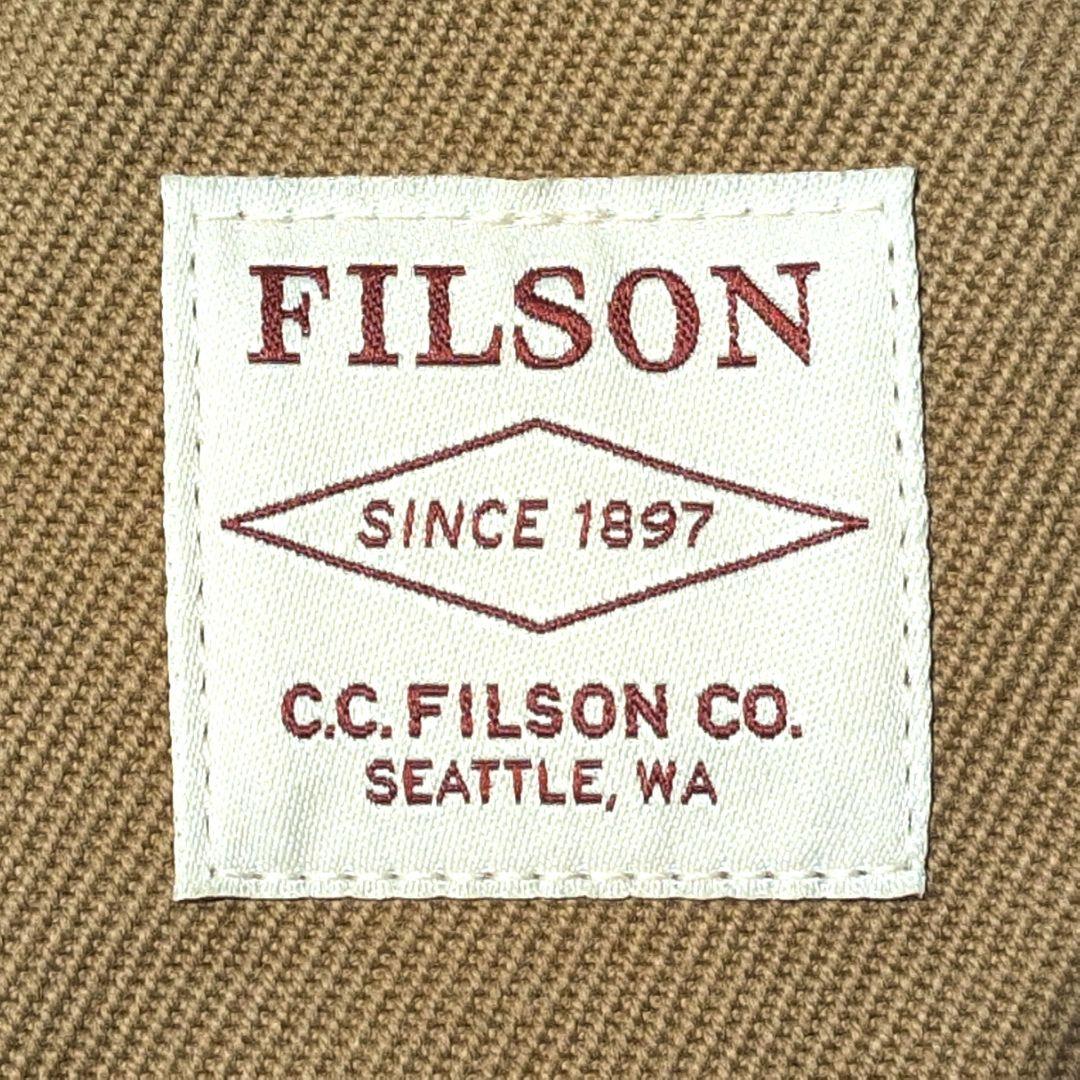 FILSON
SINCE 1897
C.C. FILSON CO.
SEATTLE, WA